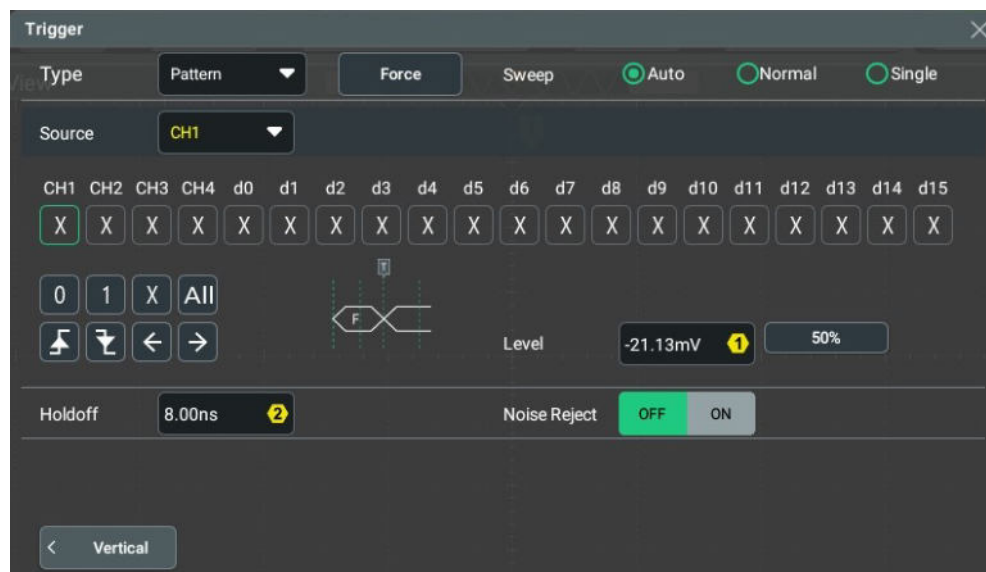 Trigger
Type Pattern Force Sweep Auto Normal Single
Source CH1
CH1 CH2 CH3 CH4 d0 d1 d2 d3 d4 d5 d6 d7 d8 d9 d10 d11 d12 d13 d14 d15
X X X X X X X X X X X X X X X X X X X X
0 1 X All
T
F
Level -21.13mV 1 50%
Holdoff 8.00ns 2 Noise Reject OFF ON
< Vertical